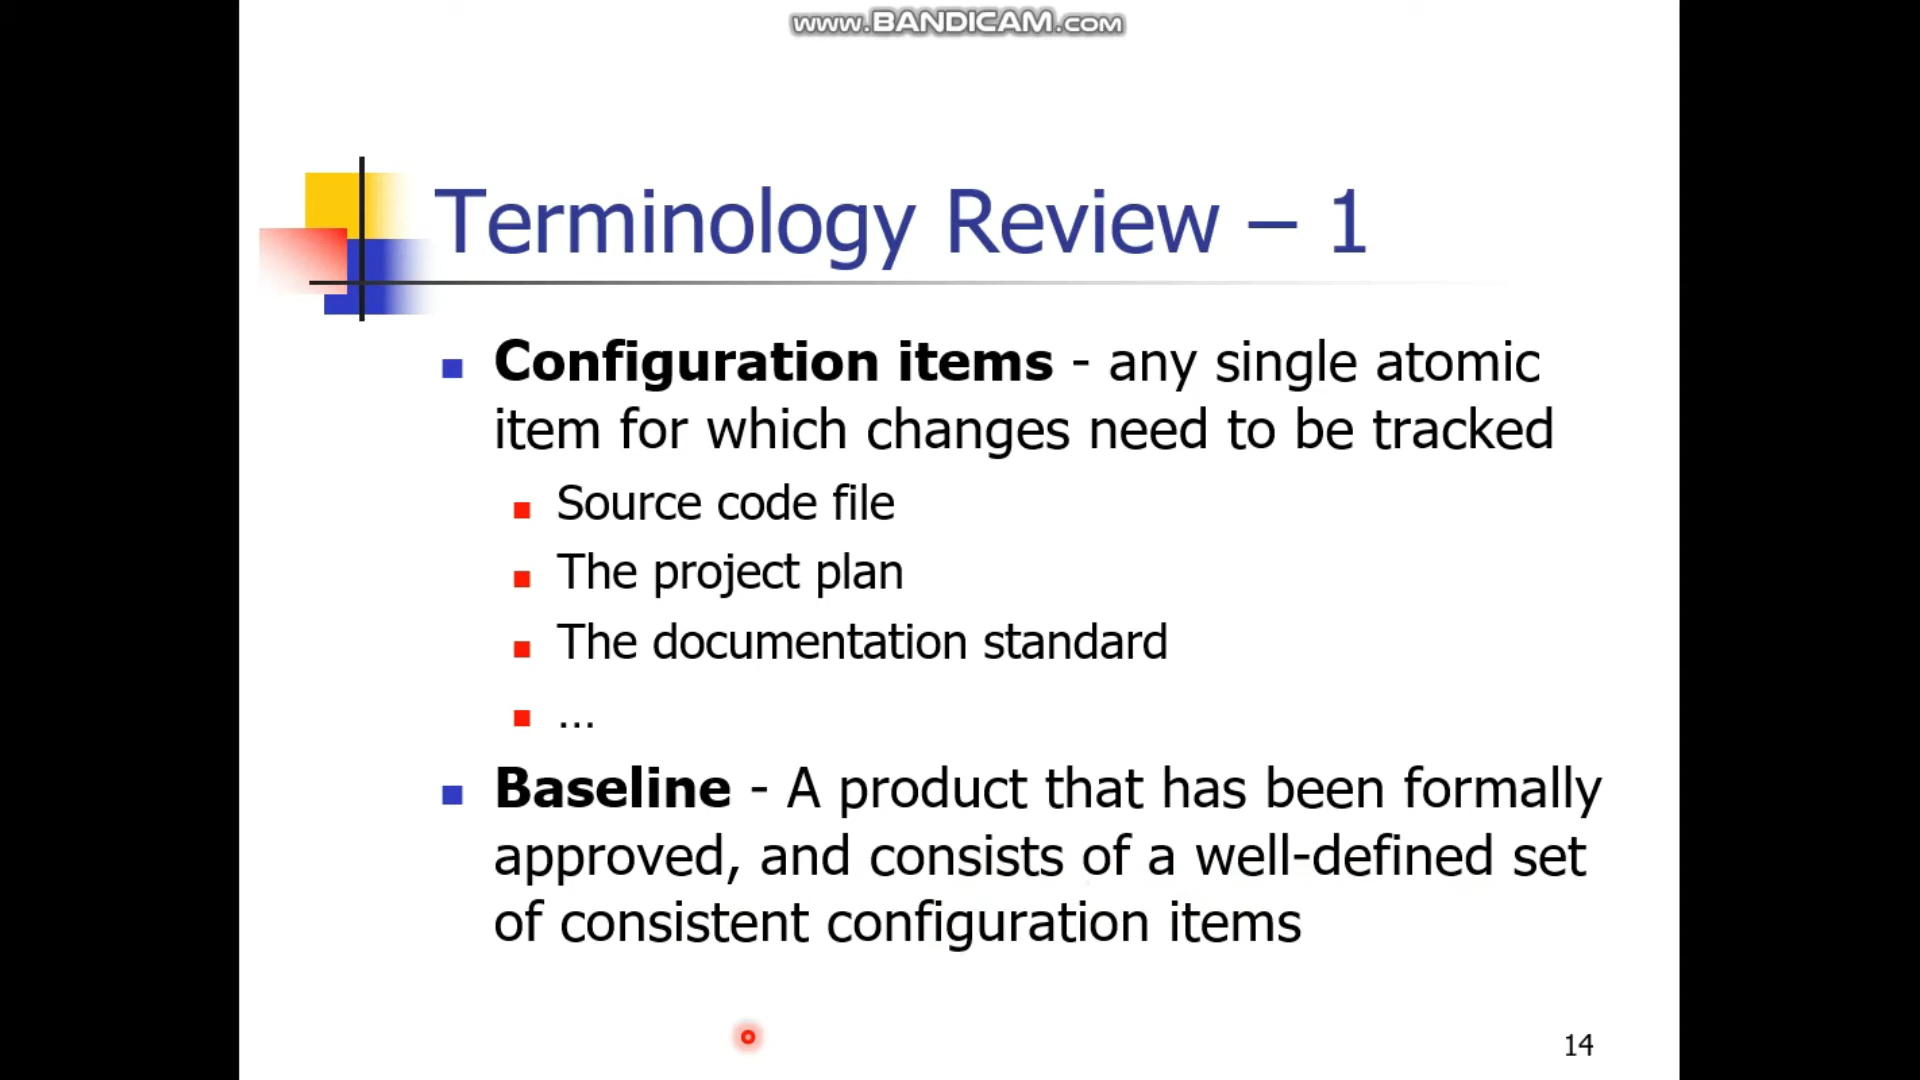 www.BANDICAM.com
Terminology Review – 1
Configuration items - any single atomic
item for which changes need to be tracked
Source code file
The project plan
The documentation standard
...
Baseline - A product that has been formally
approved, and consists of a well-defined set
of consistent configuration items
14